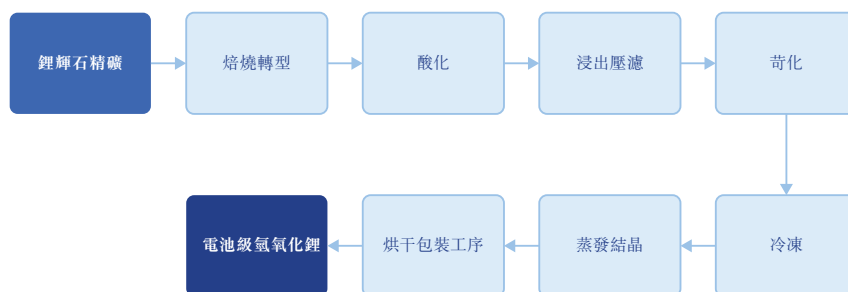 鋰輝石精礦
焙燒轉型
酸化
浸出壓濾
苛化
冷凍
蒸發結晶
烘干包裝工序
電池級氫氧化鋰